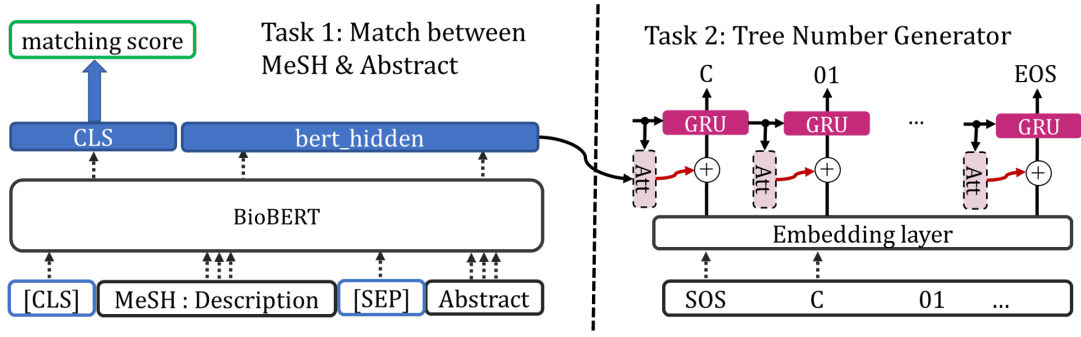 matching score
Task 1: Match between
MeSH & Abstract
CLS
bert_hidden
BioBERT
[CLS]
MeSH : Description
[SEP]
Abstract
Task 2: Tree Number Generator
C
01
EOS
GRU
GRU
...
GRU
Att
+
Att
+
Att
+
Embedding layer
SOS
C
01
...